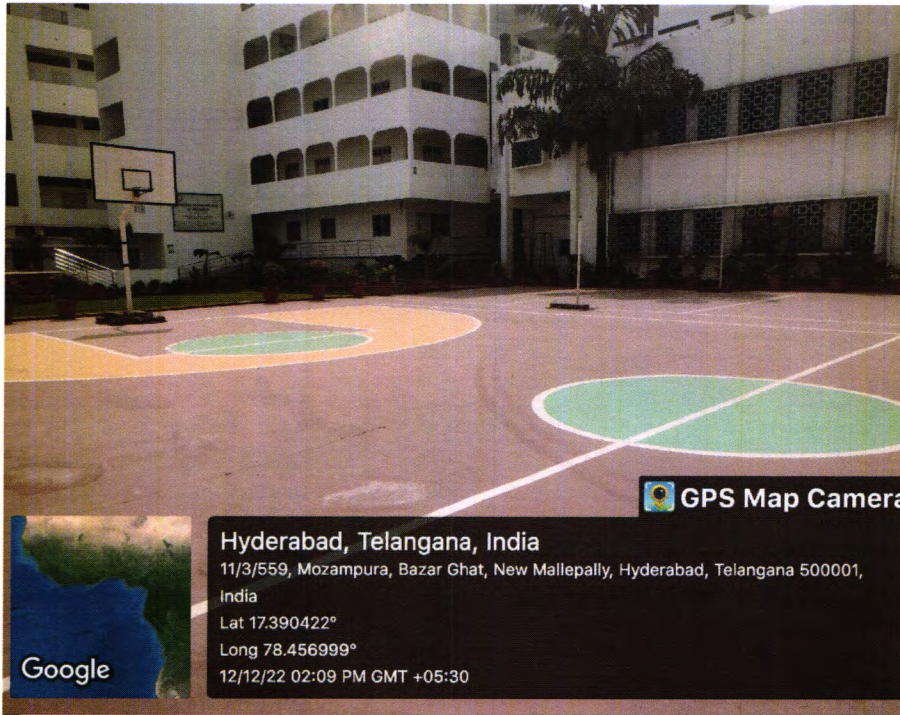 GPS Map Camera
Hyderabad, Telangana, India
11/3/559, Mozampura, Bazar Ghat, New Mallepally, Hyderabad, Telangana 500001,
India
Lat 17.390422°
Long 78.456999°
12/12/22 02:09 PM GMT +05:30
Google